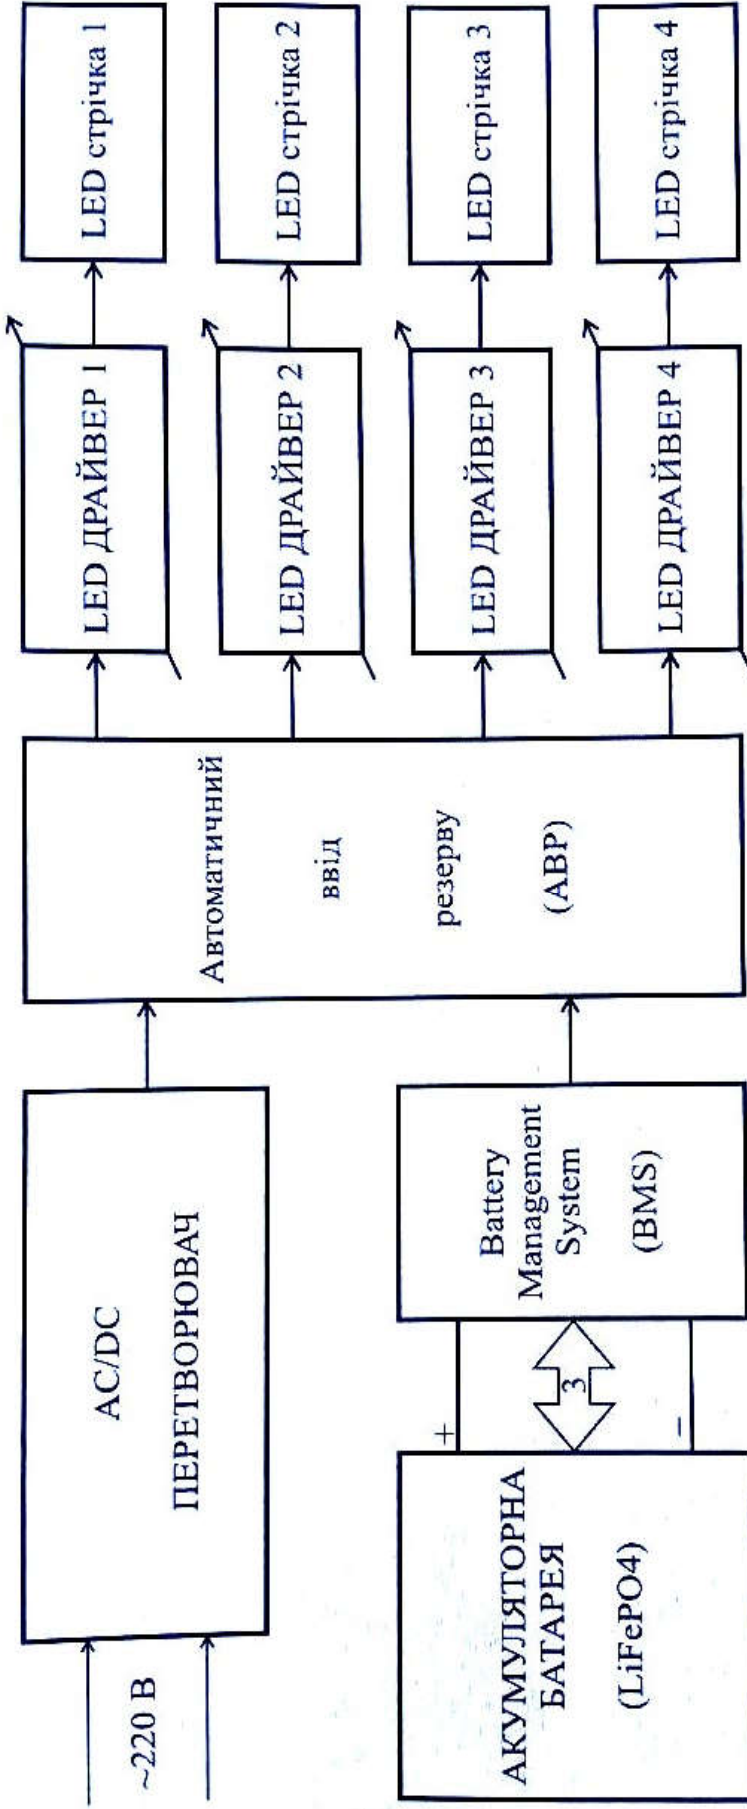 ~220 В
AC/DC
ПЕРЕТВОРЮВАЧ
АКУМУЛЯТОРНА
БАТАРЕЯ
(LiFePO4)
+
3
−
Battery
Management
System
(BMS)
Автоматичний
ввід
резерву
(АВР)
LED ДРАЙВЕР 1
LED ДРАЙВЕР 2
LED ДРАЙВЕР 3
LED ДРАЙВЕР 4
LED стрічка 1
LED стрічка 2
LED стрічка 3
LED стрічка 4